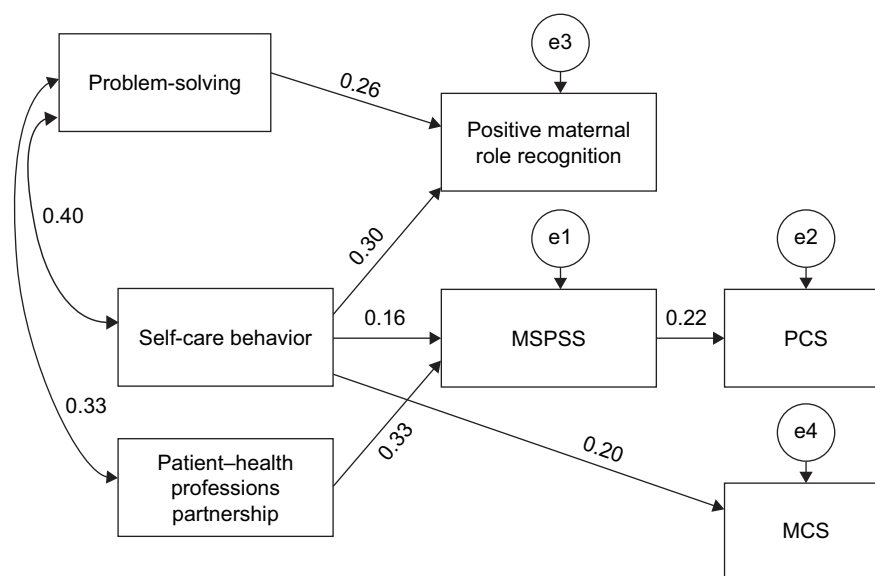 e3
Problem-solving
0.26
Positive maternal
role recognition
0.40
0.30
e1
e2
Self-care behavior
0.16
MSPSS
0.22
PCS
0.33
0.33
0.20
e4
Patient–health
professions
partnership
MCS